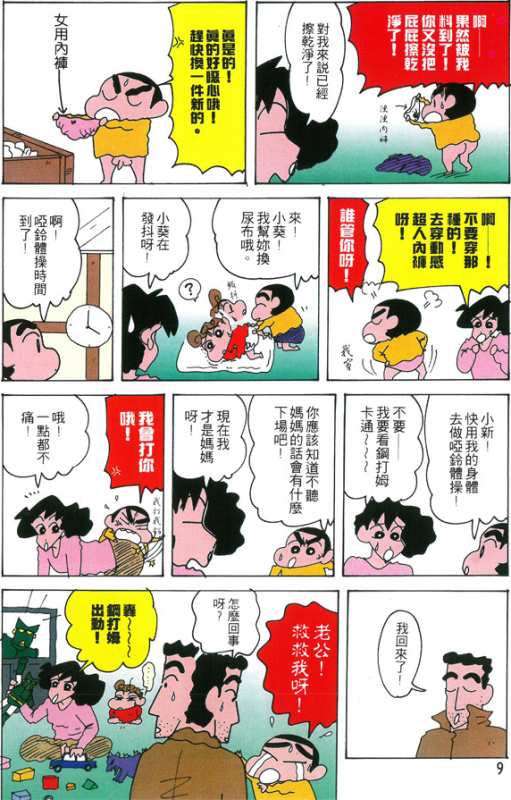 啊——
果然被我
料到了！
你又沒把
屁屁擦乾
淨了！
渣渣內褲
對我來說已經
擦乾淨了！
真是的！
真的好噁心哦！
趕快換一件新的。
女用內褲
啊——！
不要穿那
種的！
去穿動感
超人內褲
呀！
誰管你呀！
我穿
來！
小葵！
我幫妳換
尿布哦。
小葵在
發抖呀！
？
啊！
啞鈴體操時間
到了！
小新！
快用我的身體
去做啞鈴體操！
不要——
我要看鋼打姆
卡通～～～～
你應該知道不聽
媽媽的話會有什麼
下場吧！
現在我
才是媽媽
呀！
我會打你
哦！
我打我打
哦！
一點都不
痛！
我回來了！
老公！
救救我呀！
怎麼回事
呀？
轟～～～～
鋼打姆
出動！
9